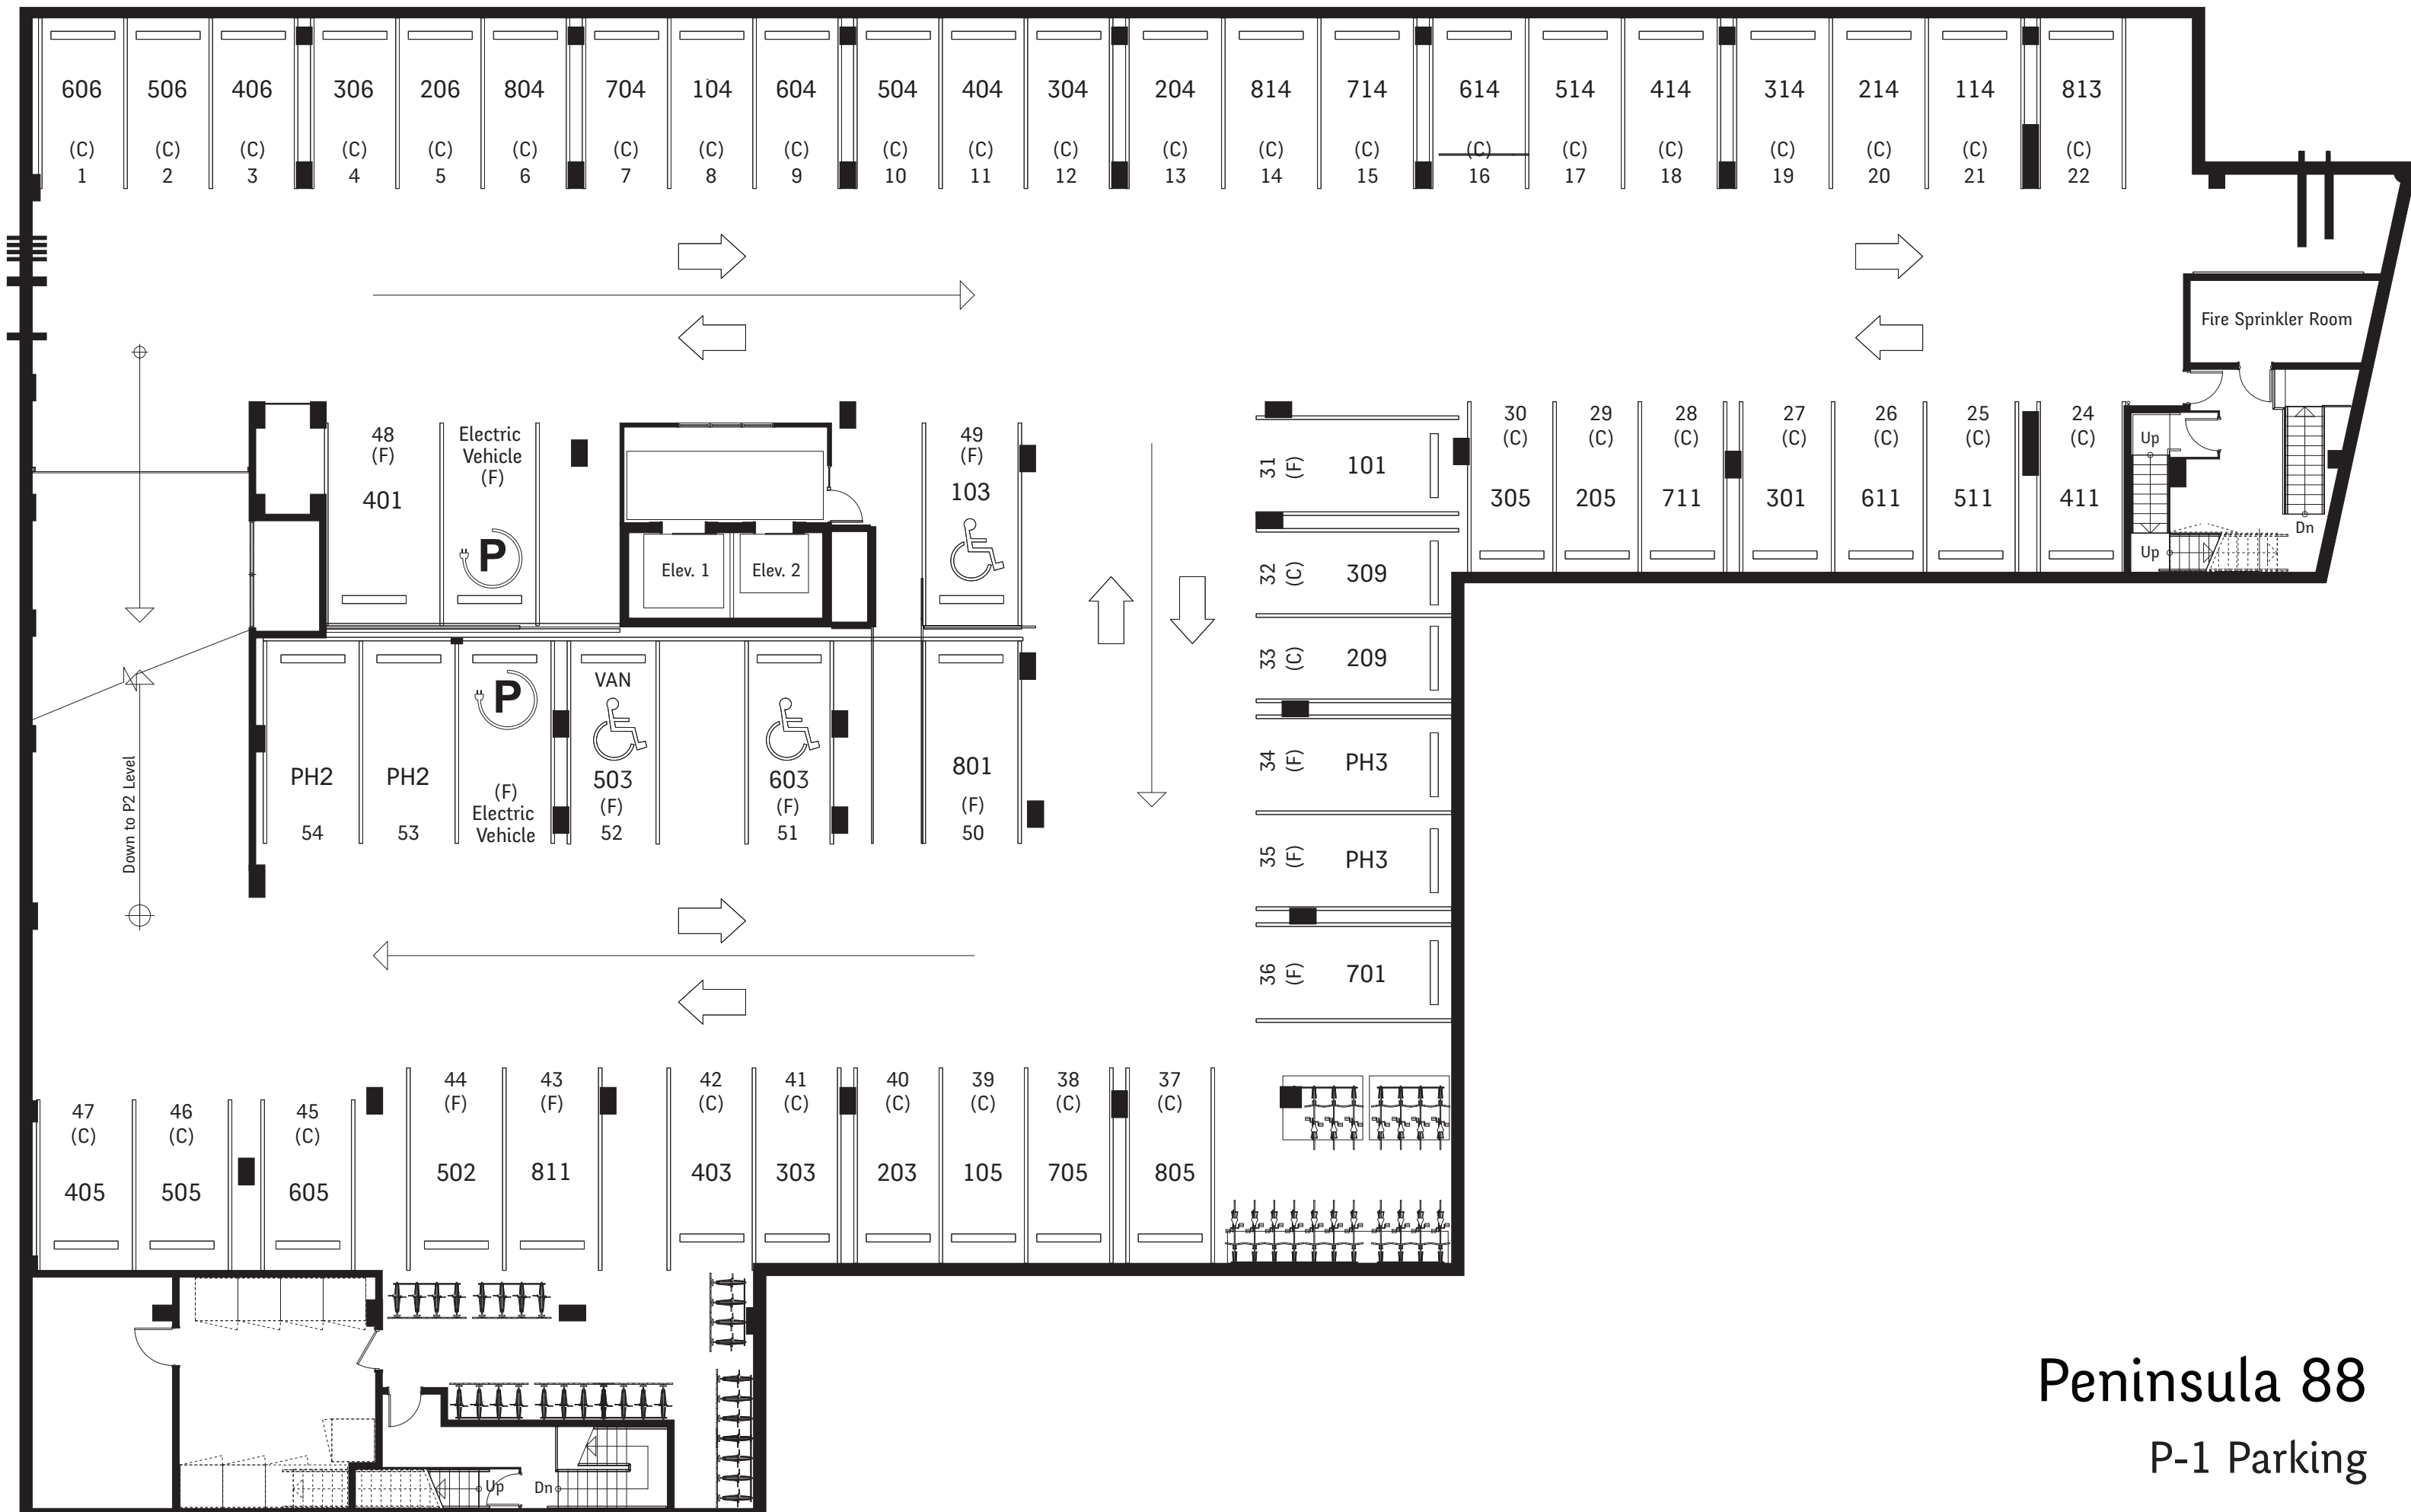 606 506 406 306 206 804 704 104 604 504 404 304 204 814 714 614 514 414 314 214 114 813
(C) (C) (C) (C) (C) (C) (C) (C) (C) (C) (C) (C) (C) (C) (C) (C) (C) (C) (C) (C) (C) (C)
1 2 3 4 5 6 7 8 9 10 11 12 13 14 15 16 17 18 19 20 21 22
Fire Sprinkler Room
30 29 28 27 26 25 24
(C) (C) (C) (C) (C) (C) (C)
305 205 711 301 611 511 411
Up
Dn
Up
48
(F)
401
Electric
Vehicle
(F)
P
Elev. 1
Elev. 2
49
(F)
103
31
(F)
101
32
(C)
309
33
(C)
209
34
(F)
PH3
35
(F)
PH3
36
(F)
701
PH2
54
PH2
53
P
(F)
Electric
Vehicle
VAN
503
(F)
52
603
(F)
51
801
(F)
50
Down to P2 Level
47
(C)
405
46
(C)
505
45
(C)
605
44
(F)
502
43
(F)
811
42
(C)
403
41
(C)
303
40
(C)
203
39
(C)
105
38
(C)
705
37
(C)
805
Up
Dn
Peninsula 88
P-1 Parking